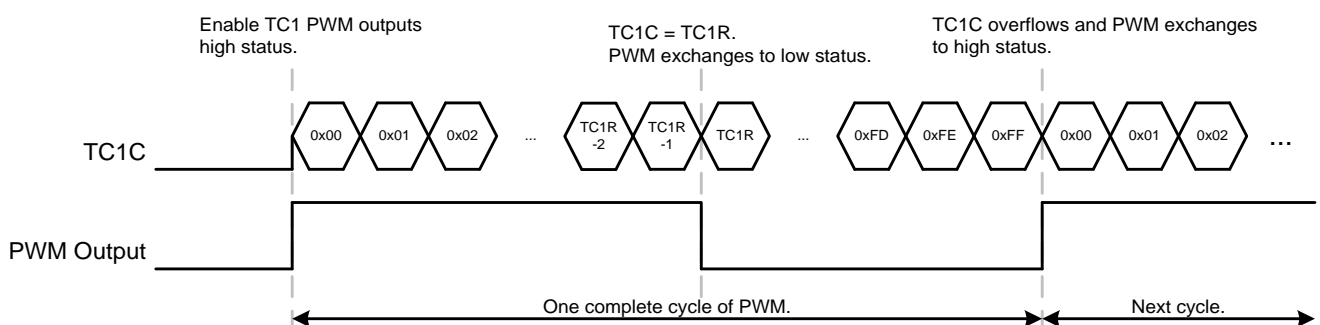 Enable TC1 PWM outputs
high status.
TC1C = TC1R.
PWM exchanges to low status.
TC1C overflows and PWM exchanges
to high status.
TC1C
0x00
0x01
0x02
...
TC1R
-2
TC1R
-1
TC1R
...
0xFD
0xFE
0xFF
0x00
0x01
0x02
...
PWM Output
One complete cycle of PWM.
Next cycle.